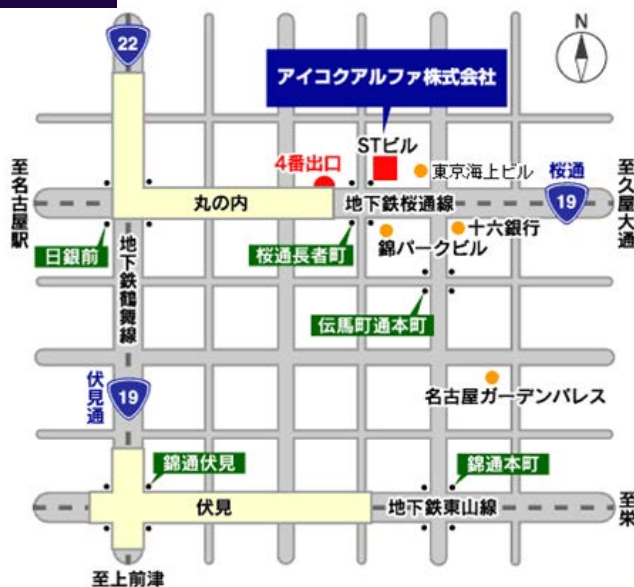 N
22
アイコクアルファ株式会社
STビル
4番出口
東京海上ビル
桜通
19
至名古屋駅
丸の内
地下鉄桜通線
至久屋大通
日銀前
桜通長者町
錦パークビル
十六銀行
地下鉄鶴舞線
伝馬町通本町
伏見通
19
名古屋ガーデンパレス
錦通伏見
錦通本町
伏見
地下鉄東山線
至栄
至上前津